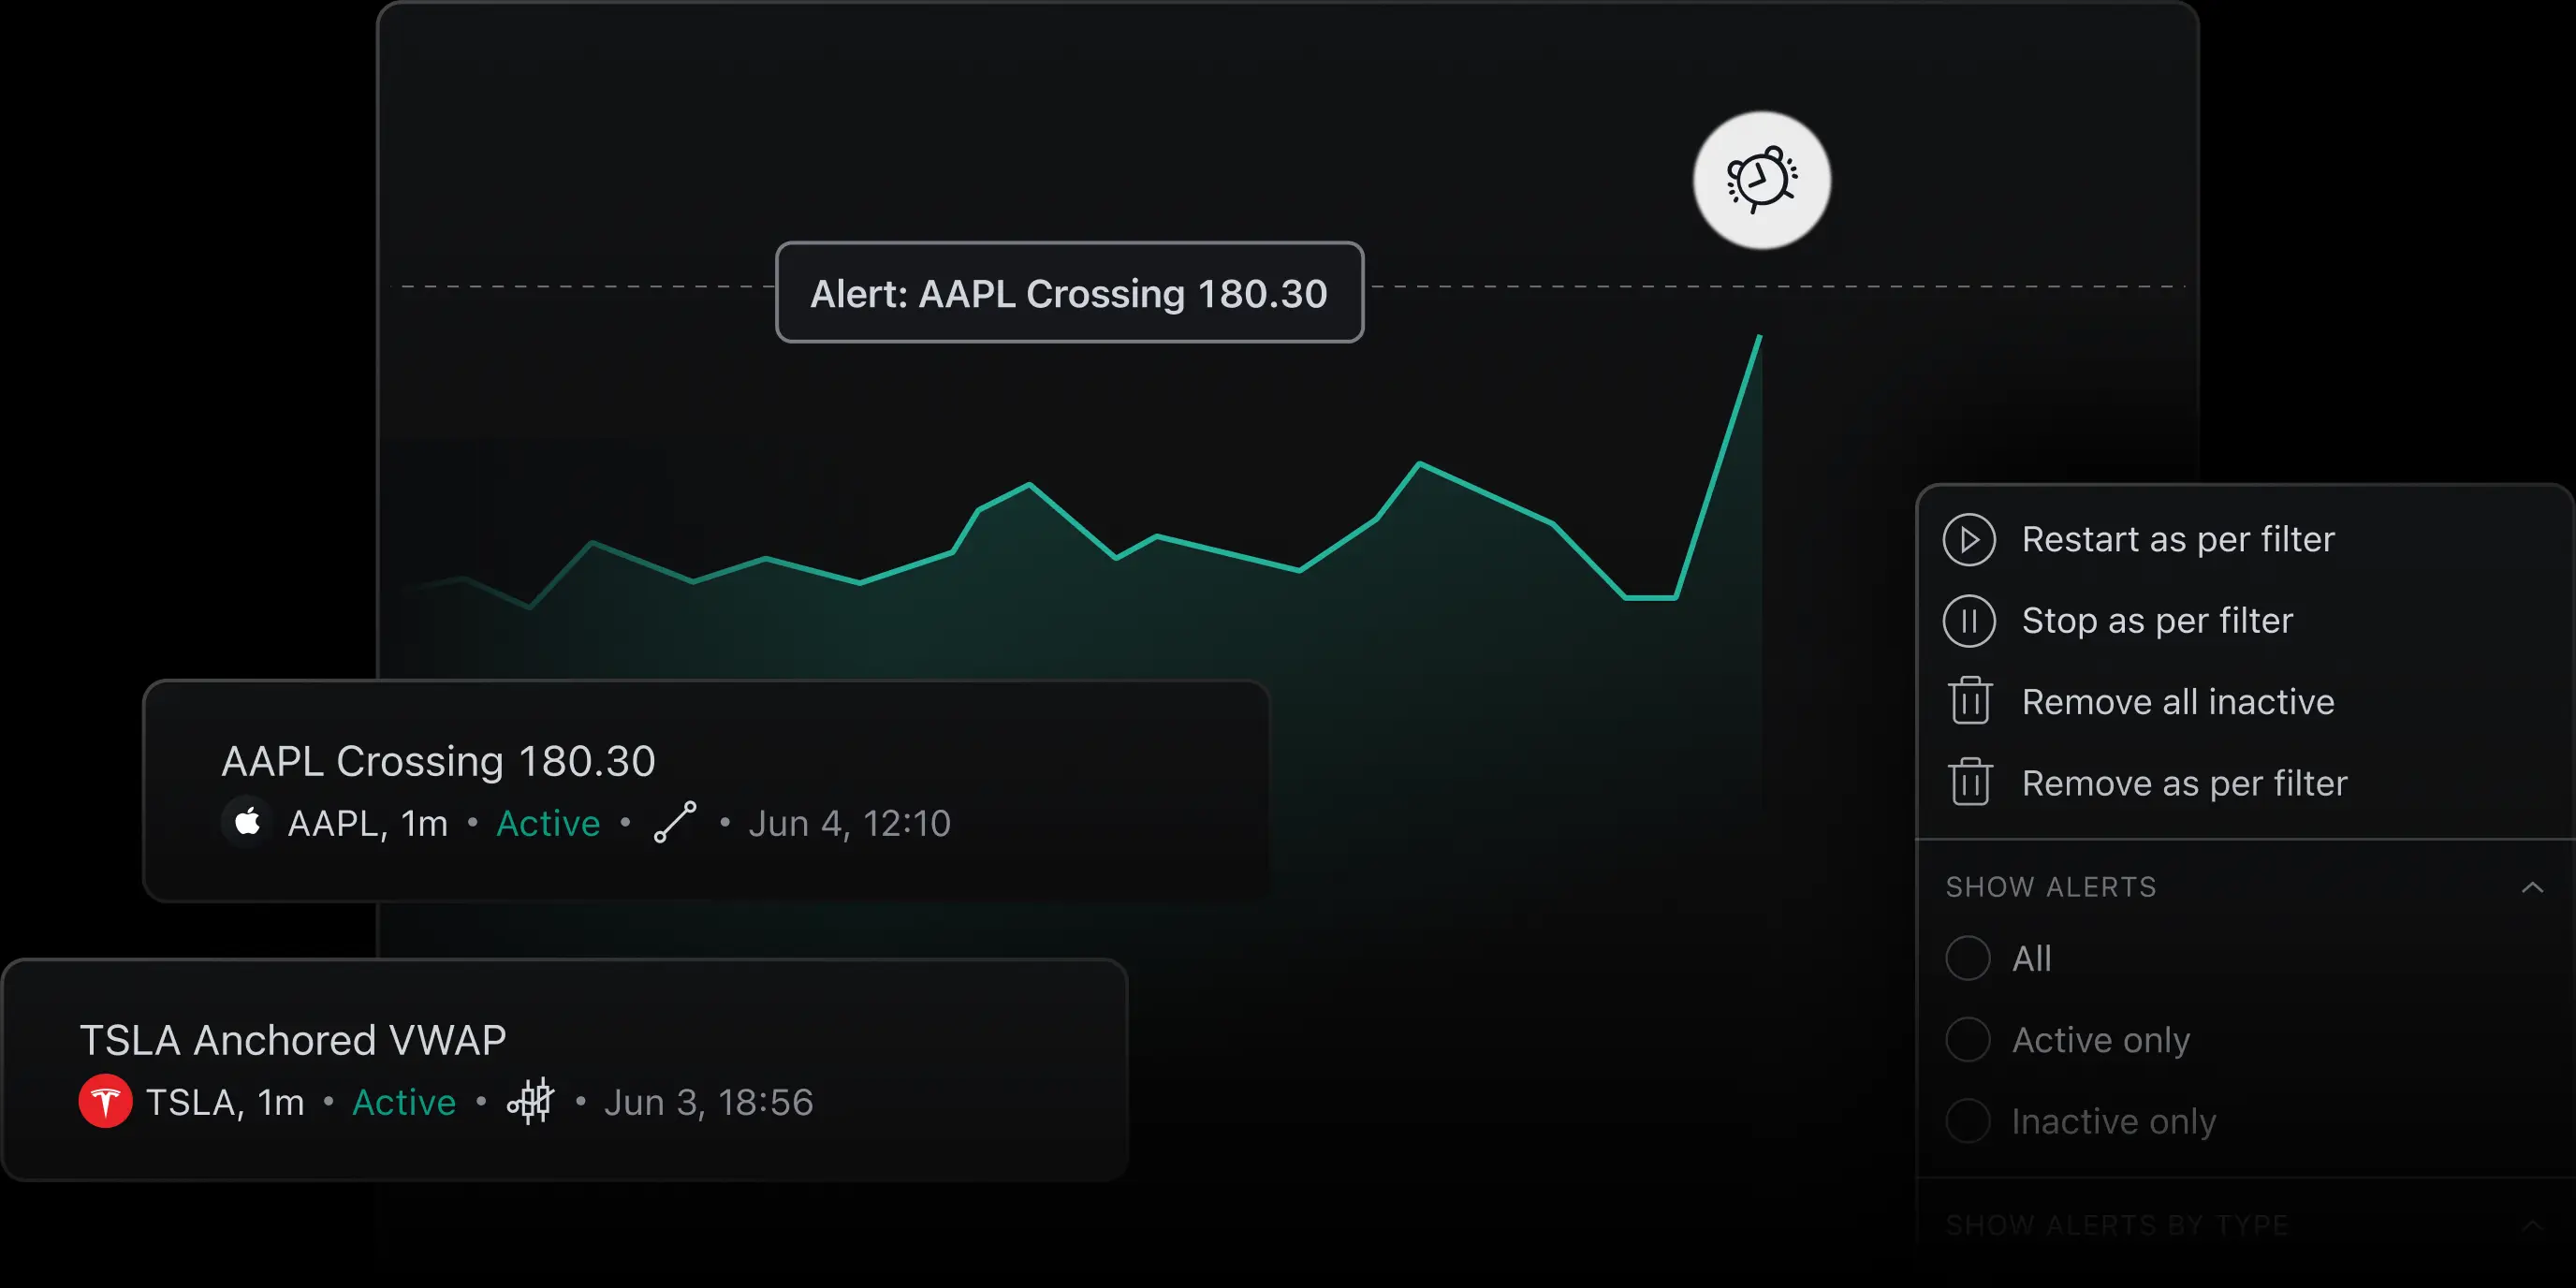 Alert: AAPL Crossing 180.30
AAPL Crossing 180.30
AAPL, 1m • Active • • Jun 4, 12:10
TSLA Anchored VWAP
TSLA, 1m • Active • • Jun 3, 18:56
Restart as per filter
Stop as per filter
Remove all inactive
Remove as per filter
SHOW ALERTS
All
Active only
Inactive only
SHOW ALERTS BY TYPE